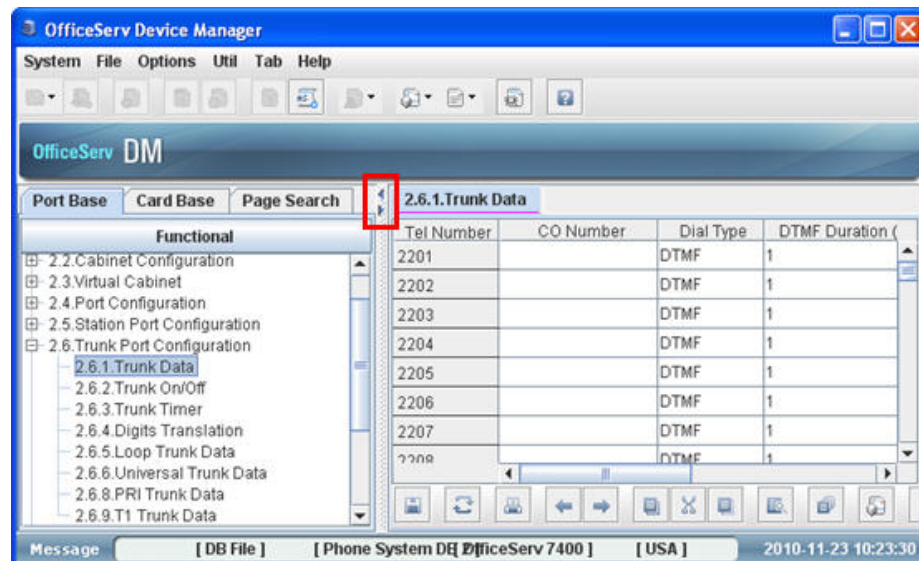 OfficeServ Device Manager
System File Options Util Tab Help
OfficeServ DM
Port Base Card Base Page Search
Functional
2.2.Cabinet Configuration
2.3.Virtual Cabinet
2.4.Port Configuration
2.5.Station Port Configuration
2.6.Trunk Port Configuration
2.6.1.Trunk Data
2.6.2.Trunk On/Off
2.6.3.Trunk Timer
2.6.4.Digits Translation
2.6.5.Loop Trunk Data
2.6.6.Universal Trunk Data
2.6.8.PRI Trunk Data
2.6.9.T1 Trunk Data
2.6.1.Trunk Data
Tel Number CO Number Dial Type DTMF Duration (
2201 DTMF 1
2202 DTMF 1
2203 DTMF 1
2204 DTMF 1
2205 DTMF 1
2206 DTMF 1
2207 DTMF 1
2208 DTMF 1
Message [ DB File ] [ Phone System DB OfficeServ 7400 ] [ USA ] 2010-11-23 10:23:30